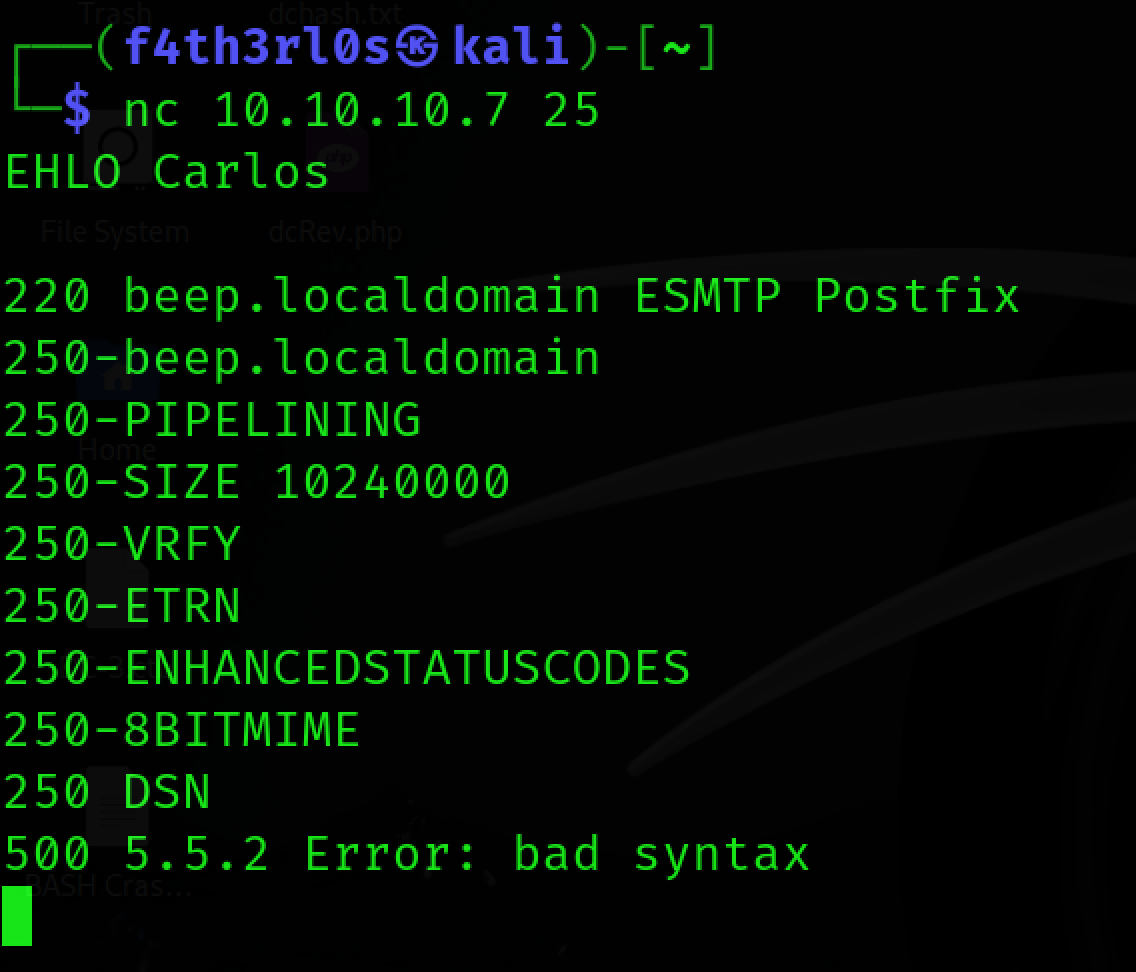 Trash dchash.txt
┌──(f4th3rl0s㉿kali)-[~]
└─$ nc 10.10.10.7 25
EHLO Carlos
File System dcRev.php
220 beep.localdomain ESMTP Postfix
250-beep.localdomain
250-PIPELINING
Home
250-SIZE 10240000
250-VRFY
250-ETRN
250-ENHANCEDSTATUSCODES
250-8BITMIME
250 DSN
500 5.5.2 Error: bad syntax
BASH Cras...